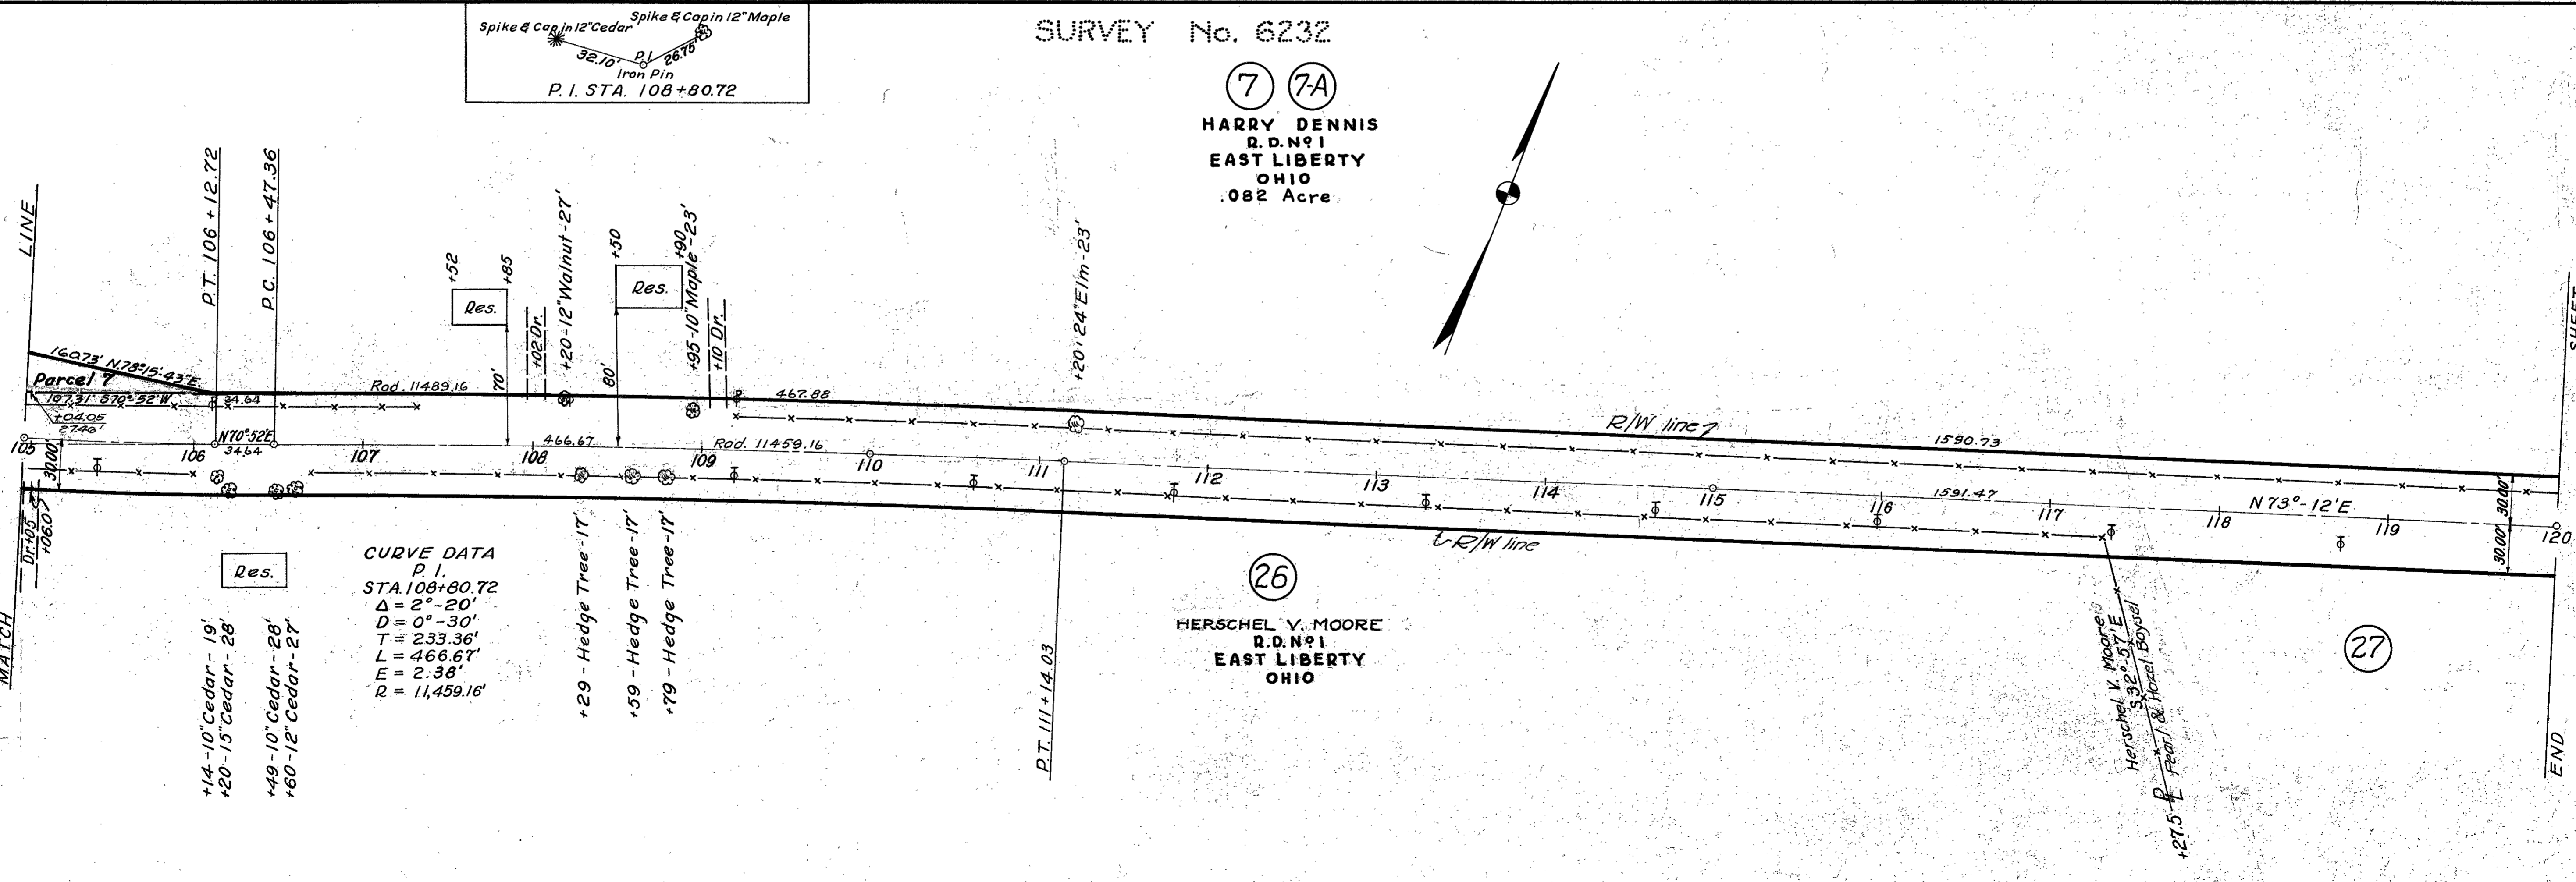 SURVEY No. 6232
Spike & Cap in 12" Cedar
Spike & Cap in 12" Maple
32.10'
P.I.
26.75'
Iron Pin
P. I. STA. 108+80.72
7
7-A
HARRY DENNIS
R. D. Nº 1
EAST LIBERTY
OHIO
.082 Acre
LINE
P.T. 106+12.72
P.C. 106+47.36
+52
+85
Res.
70'
+02 Dr.
+20-12" Walnut-27'
+50
+90
Res.
80'
+95-10" Maple-23'
+10 Dr.
+20-24" Elm-23'
SHEET
160.73' N.78°-15'-43"E.
Parcel 7
107.31' S70°-52'W
34.64
+04.05
27.46'
Rad. 11489.16
467.88
R/W line
1590.73
N70°-52'E
34.64
466.67
Rad. 11459.16
1591.47
N 73°-12'E
105
106
107
108
109
110
111
112
113
114
115
116
117
118
119
120
30.00'
30.00'
30.00'
R/W line
Dr.+05
+06.07
MATCH
Res.
+14-10" Cedar-19'
+20-15" Cedar-28'
+49-10" Cedar-28'
+60-12" Cedar-27'
CURVE DATA
P. I.
STA. 108+80.72
Δ = 2°-20'
D = 0°-30'
T = 233.36'
L = 466.67'
E = 2.38'
R = 11,459.16'
+29-Hedge Tree-17'
+59-Hedge Tree-17'
+79-Hedge Tree-17'
P.T. 111+14.03
26
HERSCHEL V. MOORE
R.D. Nº 1
EAST LIBERTY
OHIO
Herschel V. Moore
S.32°-57'E
Pearl & Hazel Boysel
+27.5
27
END